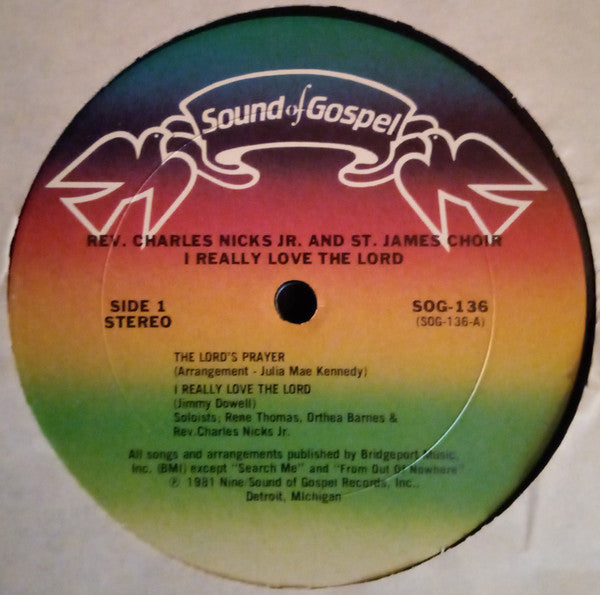 Sound of Gospel
REV. CHARLES NICKS JR. AND ST. JAMES CHOIR
I REALLY LOVE THE LORD
SIDE 1
STEREO
SOG-136
(SOG-136-A)
THE LORD'S PRAYER
(Arrangement - Julia Mae Kennedy)
I REALLY LOVE THE LORD
(Jimmy Dowell)
Soloists; Rene Thomas, Orthea Barnes &
Rev.Charles Nicks Jr.
All songs and arrangements published by Bridgeport Music,
Inc. (BMI) except "Search Me" and "From Out Of Nowhere"
℗ 1981 Nine Sound of Gospel Records, Inc..
Detroit, Michigan